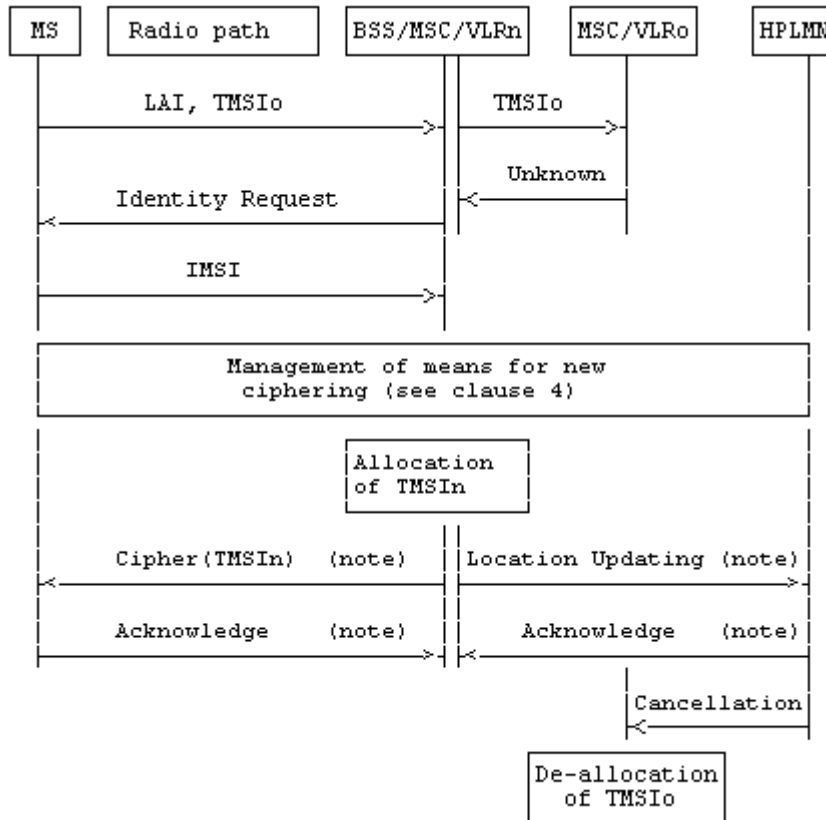 MS Radio path BSS/MSC/VLRn MSC/VLRo HPLMN
LAI, TMSIo TMSIo
Unknown
Identity Request
IMSI
Management of means for new
ciphering (see clause 4)
Allocation
of TMSIn
Cipher(TMSIn) (note) Location Updating (note)
Acknowledge (note) Acknowledge (note)
Cancellation
De-allocation
of TMSIo